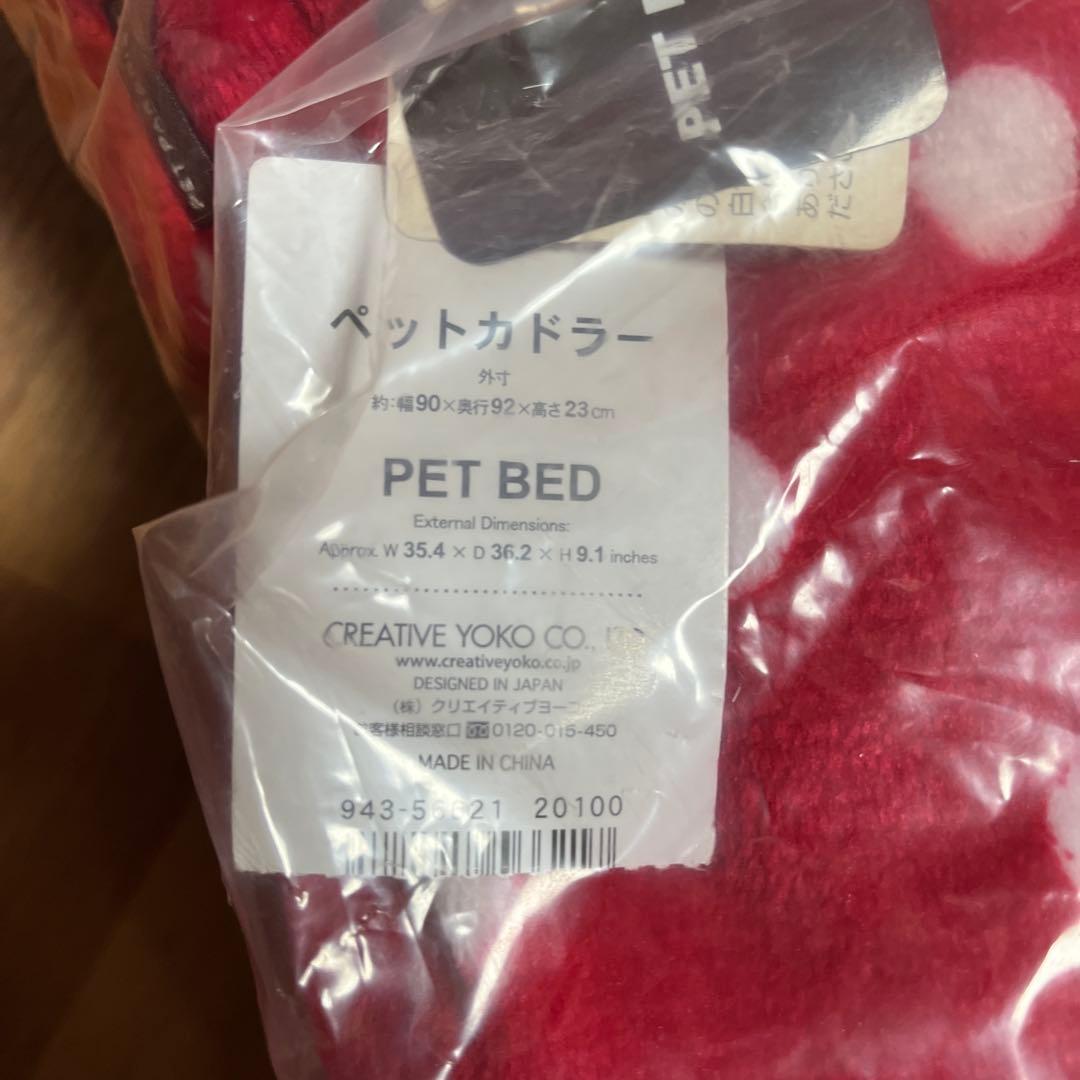 PET
ペットカドラー
外寸
約:幅90×奥行92×高さ23cm
PET BED
External Dimensions:
Approx. W 35.4 × D 36.2 × H 9.1 inches
CREATIVE YOKO CO.,
www.creativeyoko.co.jp
DESIGNED IN JAPAN
(株)クリエイティブヨーコ
お客様相談窓口 0120-015-450
MADE IN CHINA
943-56621 20100